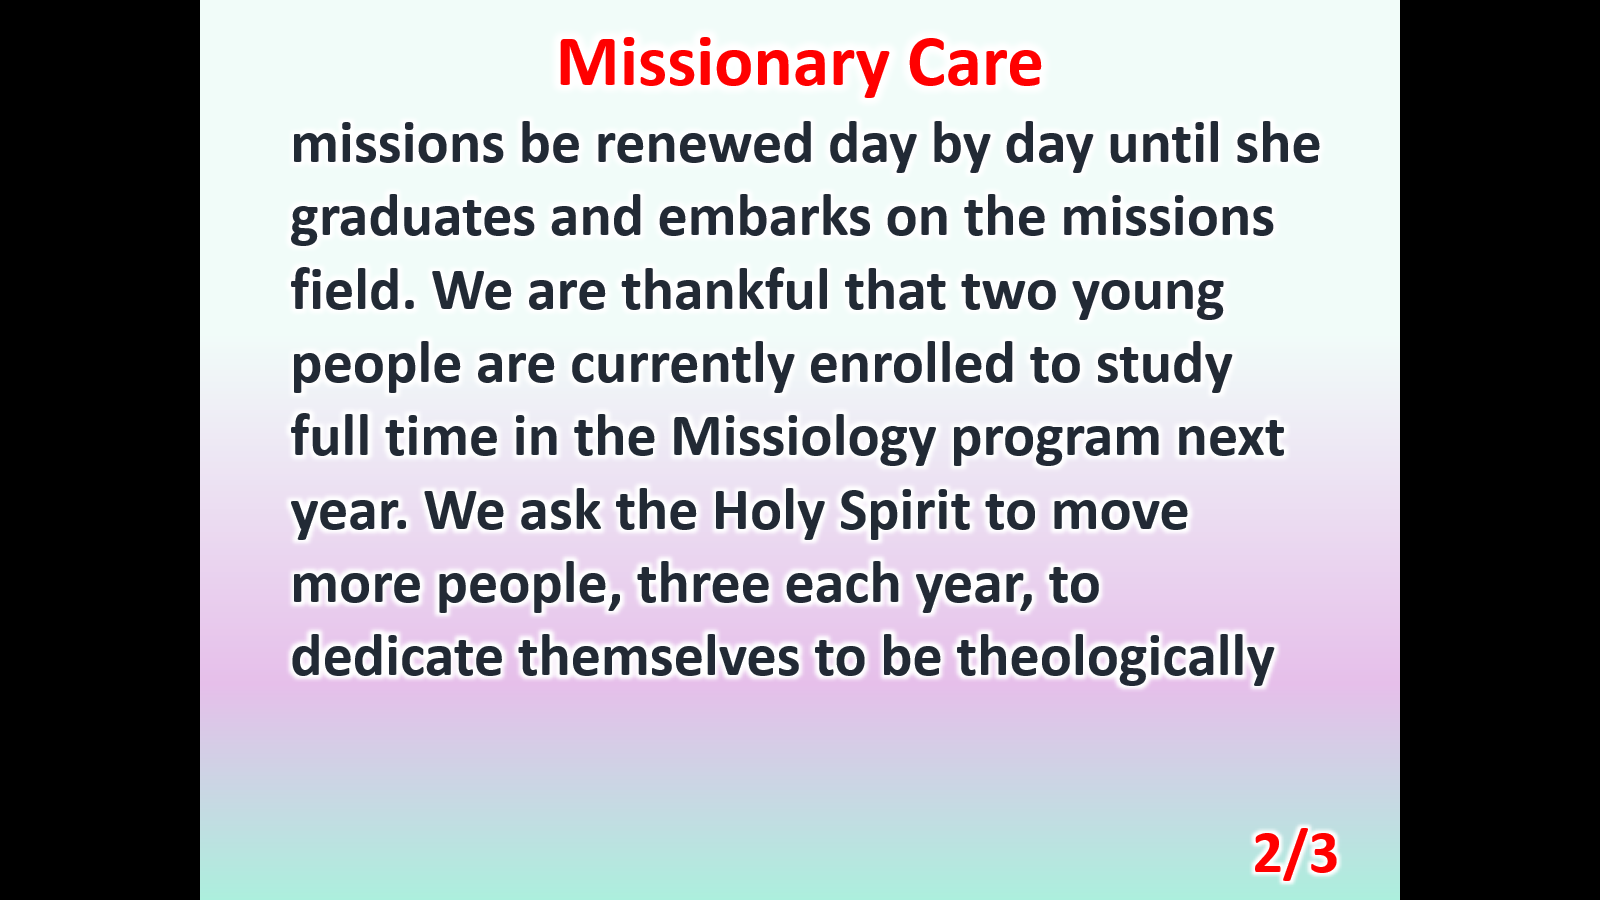 Missionary Care
missions be renewed day by day until she
graduates and embarks on the missions
field. We are thankful that two young
people are currently enrolled to study
full time in the Missiology program next
year. We ask the Holy Spirit to move
more people, three each year, to
dedicate themselves to be theologically
2/3